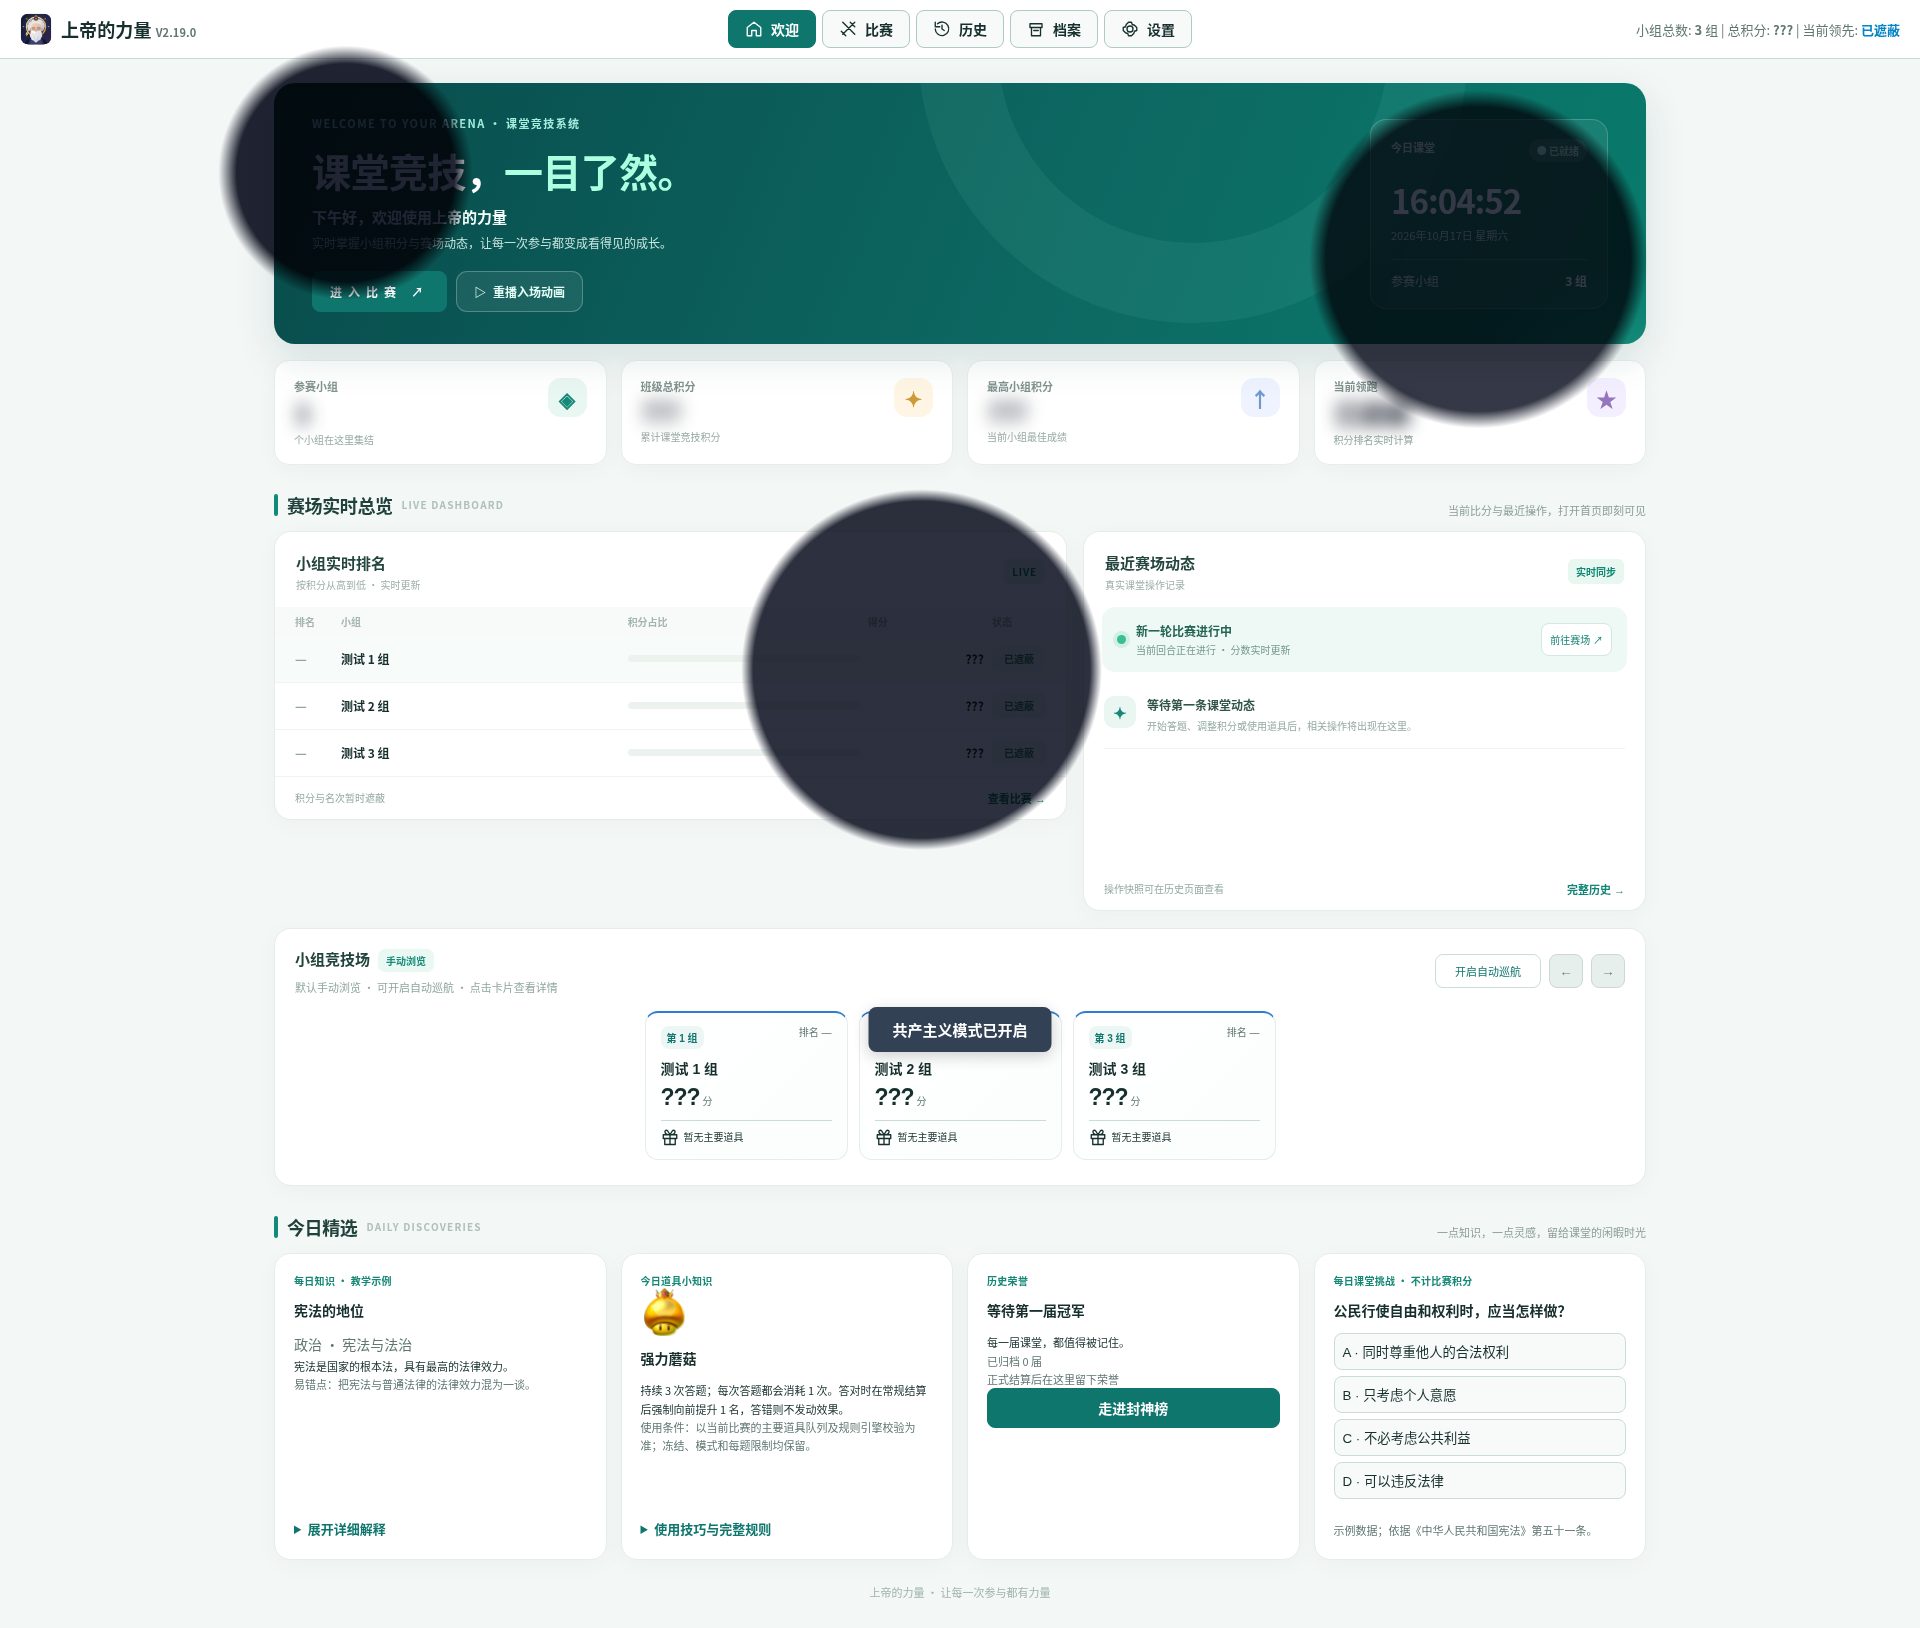 上帝的力量 V2.19.0
欢迎
比赛
历史
档案
设置
小组总数: 3 组 | 总积分: ??? | 当前领先: 已遮蔽
WELCOME TO YOUR ARENA · 课堂竞技系统
课堂竞技，一目了然。
下午好，欢迎使用上帝的力量
实时掌握小组积分与赛场动态，让每一次参与都变成看得见的成长。
进入比赛 ↗
▷ 重播入场动画
今日课堂
已就绪
16:04:52
2026年10月17日 星期六
参赛小组
3 组
参赛小组
个小组在这里集结
班级总积分
累计课堂竞技积分
最高小组积分
当前小组最佳成绩
当前领跑
积分排名实时计算
赛场实时总览 LIVE DASHBOARD
当前比分与最近操作，打开首页即刻可见
小组实时排名
按积分从高到低 · 实时更新
LIVE
排名 小组 积分占比 得分 状态
— 测试 1 组 ??? 已遮蔽
— 测试 2 组 ??? 已遮蔽
— 测试 3 组 ??? 已遮蔽
积分与名次暂时遮蔽
查看比赛 →
最近赛场动态
真实课堂操作记录
实时同步
新一轮比赛进行中
当前回合正在进行 · 分数实时更新
前往赛场 ↗
等待第一条课堂动态
开始答题、调整积分或使用道具后，相关操作将出现在这里。
操作快照可在历史页面查看
完整历史 →
小组竞技场 手动浏览
默认手动浏览 · 可开启自动巡航 · 点击卡片查看详情
开启自动巡航
←
→
共产主义模式已开启
第 1 组 排名 —
测试 1 组
??? 分
暂无主要道具
测试 2 组
??? 分
暂无主要道具
第 3 组 排名 —
测试 3 组
??? 分
暂无主要道具
今日精选 DAILY DISCOVERIES
一点知识，一点灵感，留给课堂的闲暇时光
每日知识 · 教学示例
宪法的地位
政治 · 宪法与法治
宪法是国家的根本法，具有最高的法律效力。
易错点：把宪法与普通法律的法律效力混为一谈。
▶ 展开详细解释
今日道具小知识
强力蘑菇
持续 3 次答题；每次答题都会消耗 1 次。答对时在常规结算
后强制向前提升 1 名，答错则不发动效果。
使用条件：以当前比赛的主要道具队列及规则引擎校验为
准；冻结、模式和每题限制均保留。
▶ 使用技巧与完整规则
历史荣誉
等待第一届冠军
每一届课堂，都值得被记住。
已归档 0 届
正式结算后在这里留下荣誉
走进封神榜
每日课堂挑战 · 不计比赛积分
公民行使自由和权利时，应当怎样做？
A · 同时尊重他人的合法权利
B · 只考虑个人意愿
C · 不必考虑公共利益
D · 可以违反法律
示例数据；依据《中华人民共和国宪法》第五十一条。
上帝的力量 · 让每一次参与都有力量